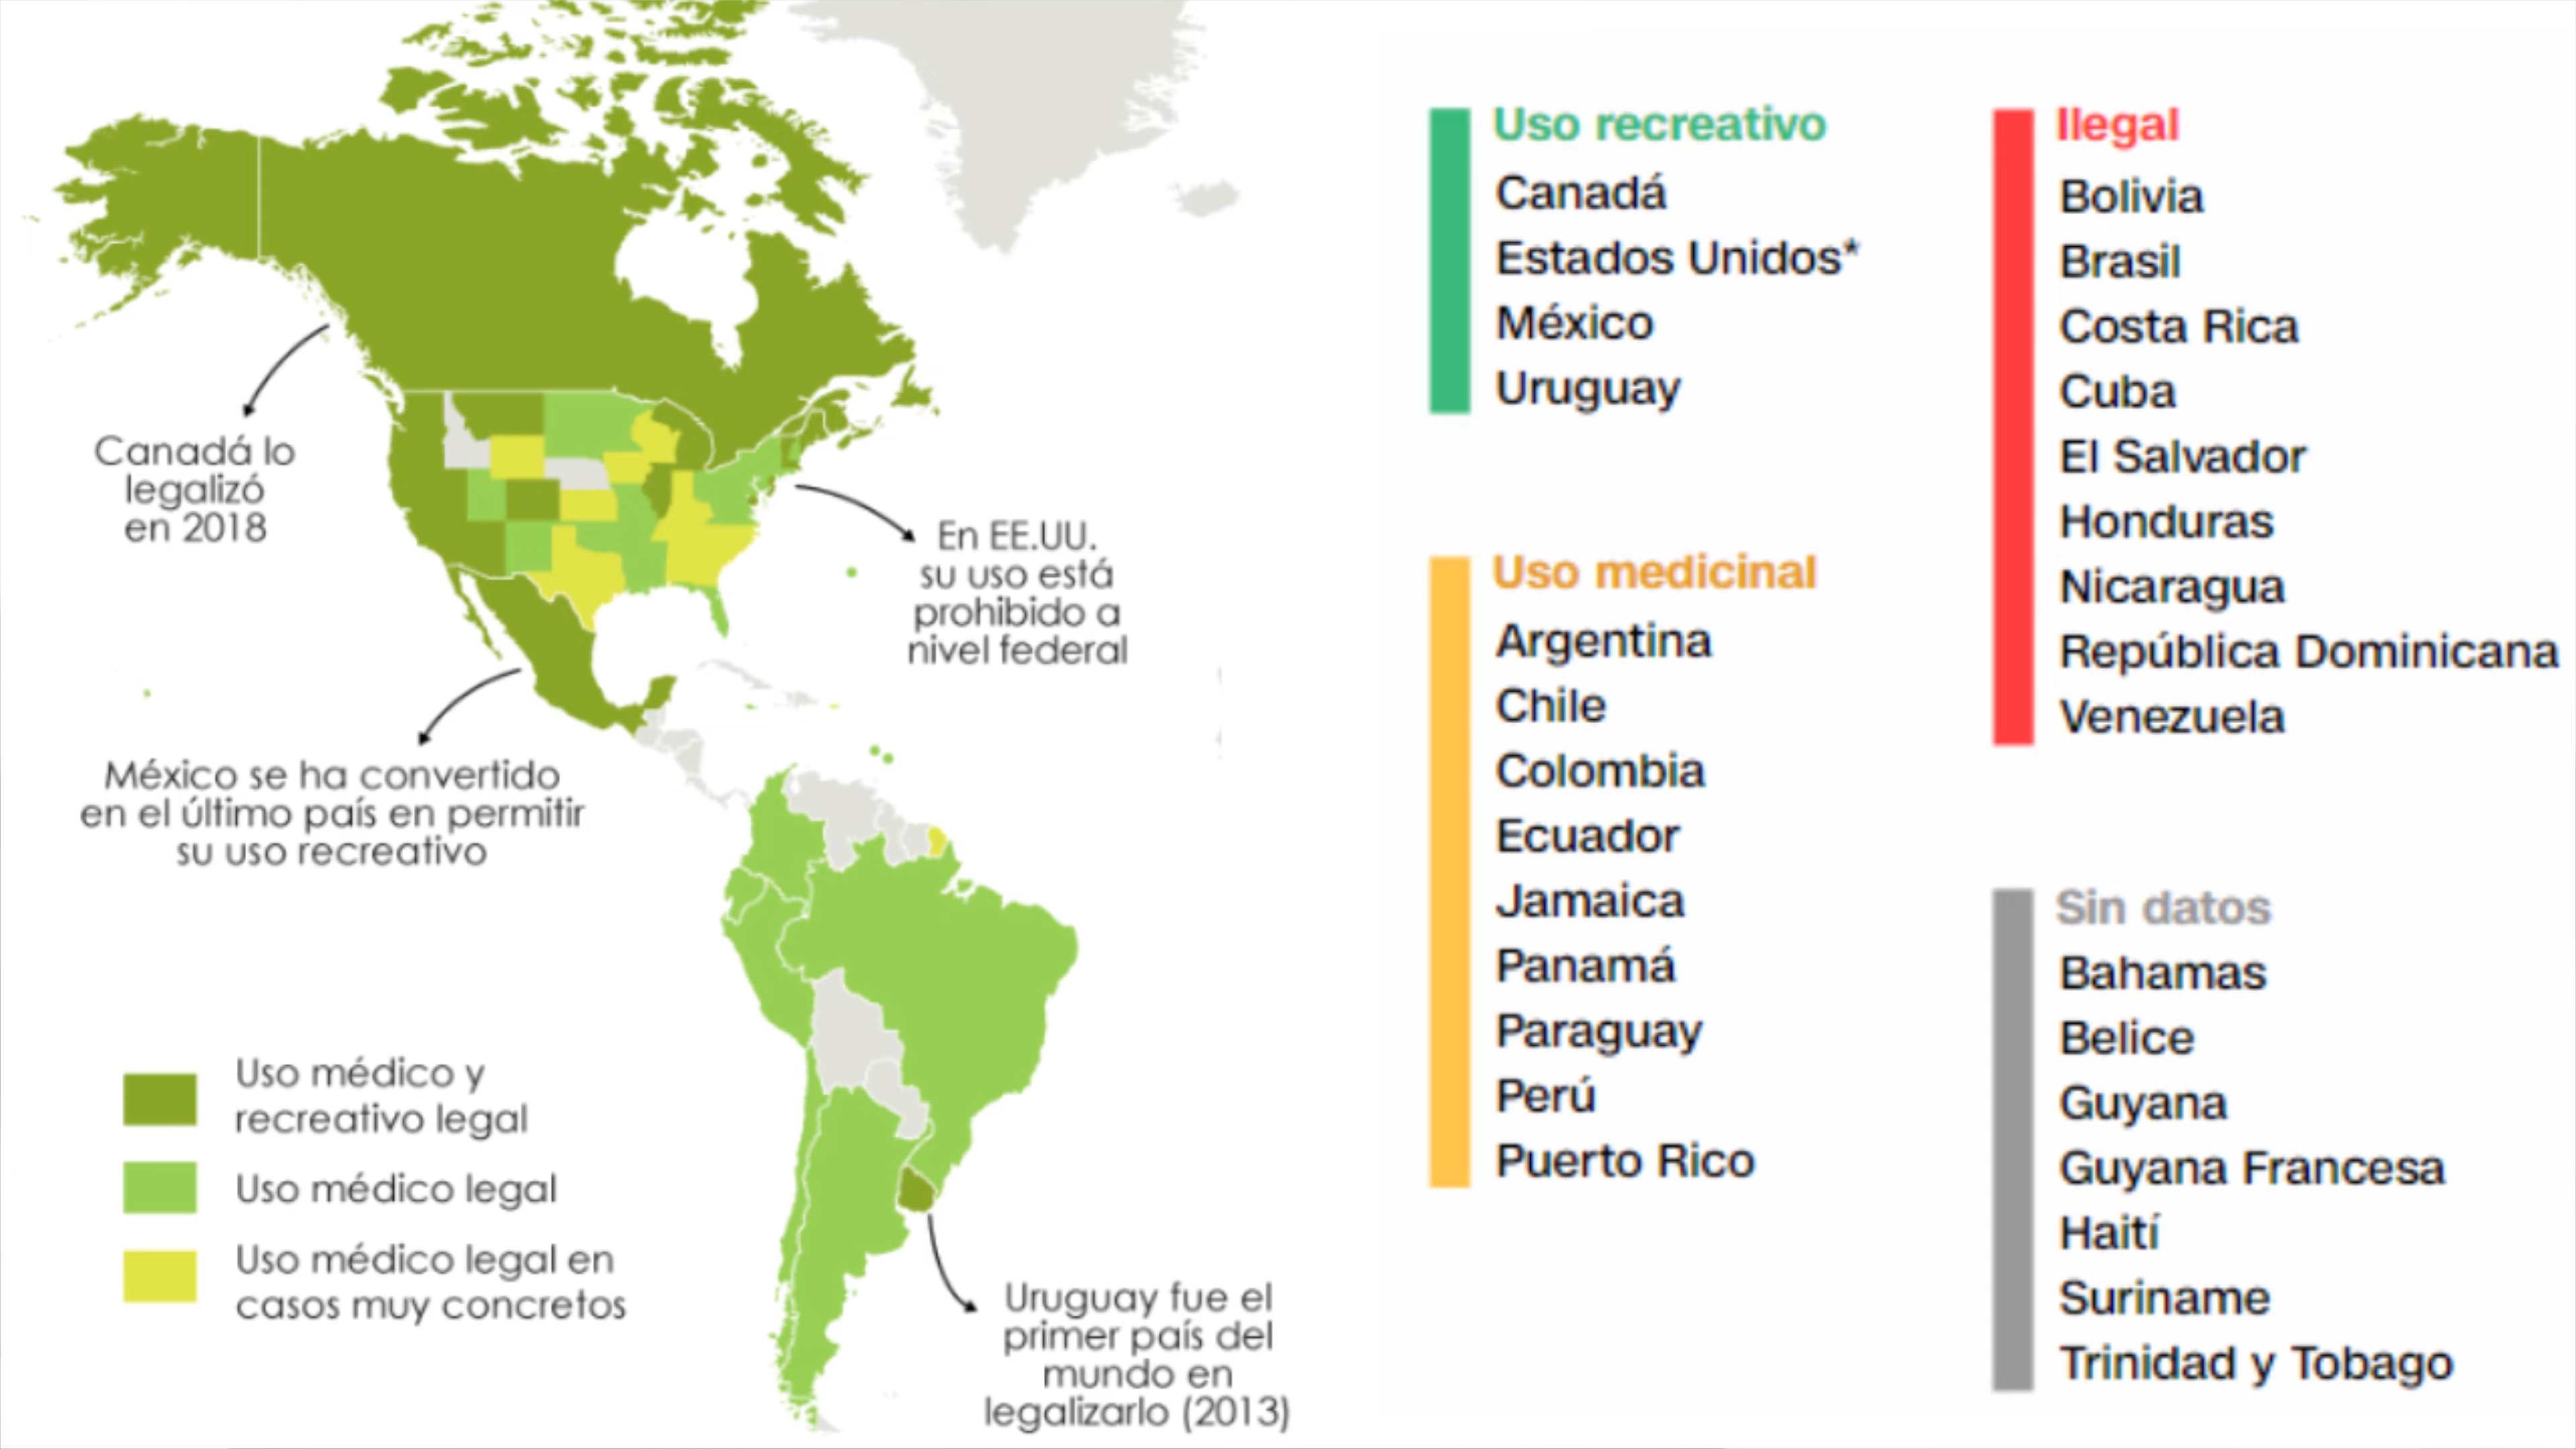 Canadá lo
legalizó
en 2018
En EE.UU.
su uso está
prohibido a
nivel federal
México se ha convertido
en el último país en permitir
su uso recreativo
Uso médico y
recreativo legal
Uso médico legal
Uso médico legal en
casos muy concretos
Uruguay fue el
primer país del
mundo en
legalizarlo (2013)
Uso recreativo
Canadá
Estados Unidos*
México
Uruguay
Uso medicinal
Argentina
Chile
Colombia
Ecuador
Jamaica
Panamá
Paraguay
Perú
Puerto Rico
Ilegal
Bolivia
Brasil
Costa Rica
Cuba
El Salvador
Honduras
Nicaragua
República Dominicana
Venezuela
Sin datos
Bahamas
Belice
Guyana
Guyana Francesa
Haití
Suriname
Trinidad y Tobago